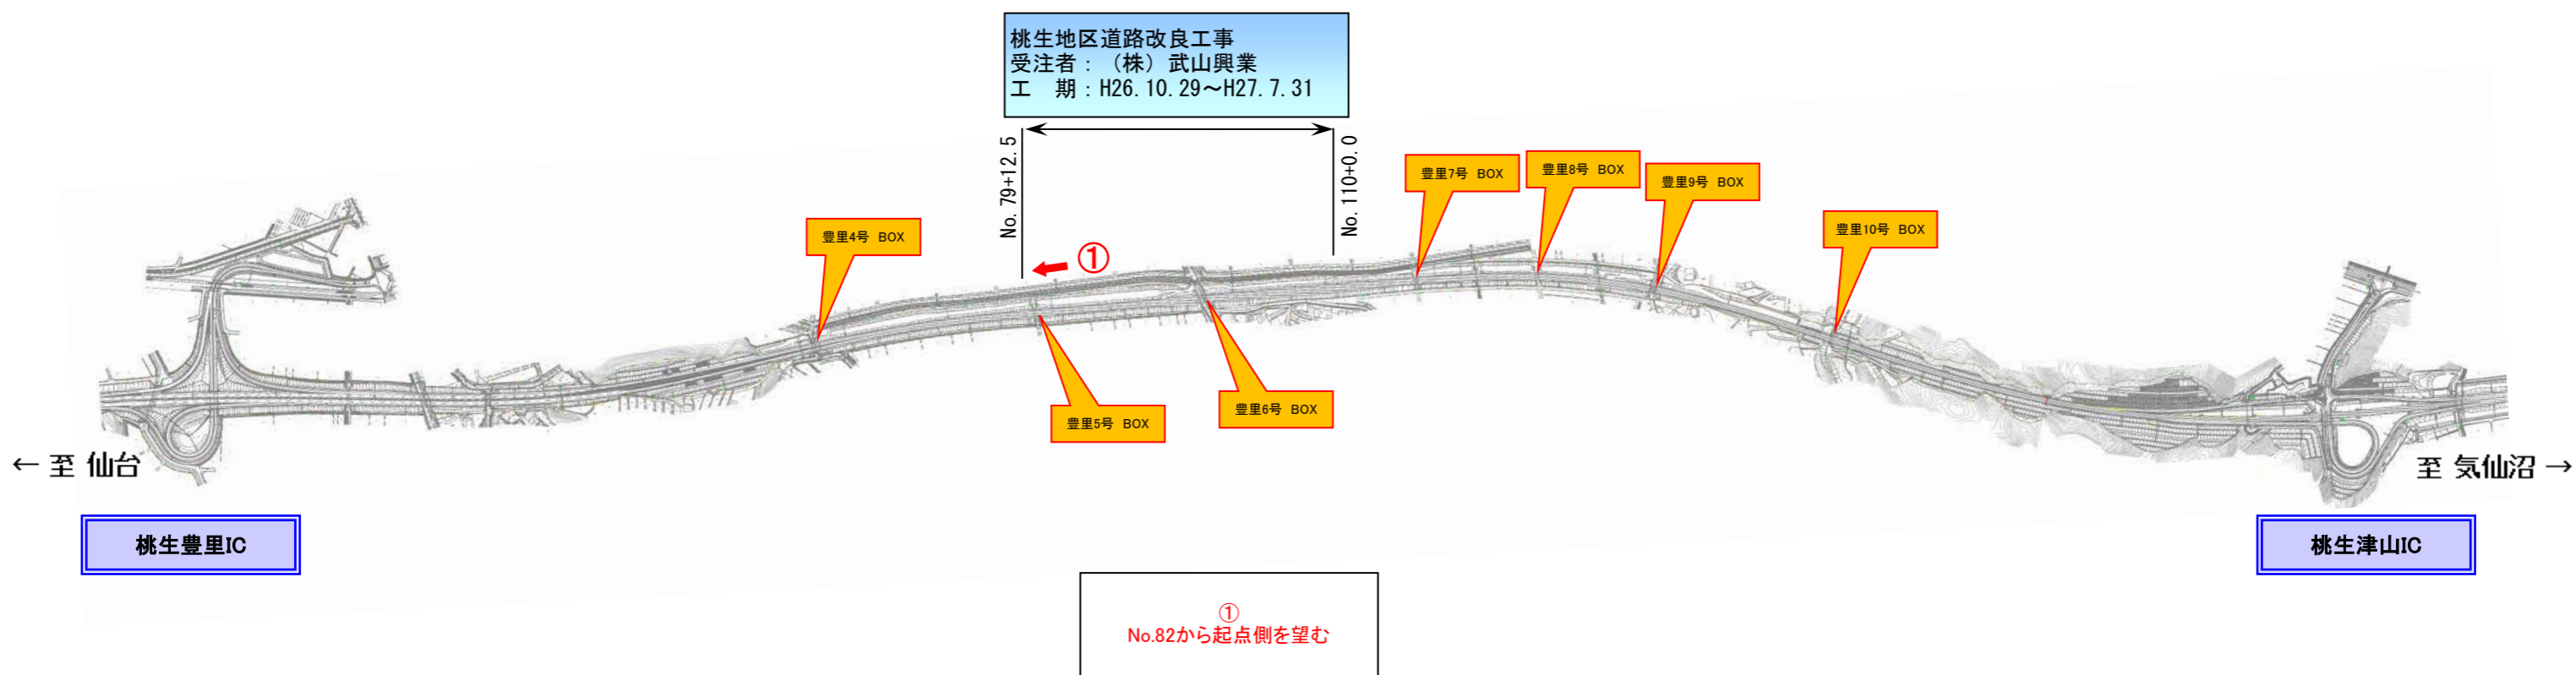 桃生地区道路改良工事
受注者：（株）武山興業
工　期：H26.10.29～H27.7.31
No.79+12.5
No.110+0.0
①
豊里4号 BOX
豊里5号 BOX
豊里6号 BOX
豊里7号 BOX
豊里8号 BOX
豊里9号 BOX
豊里10号 BOX
← 至 仙台
至 気仙沼 →
桃生豊里IC
桃生津山IC
①
No.82から起点側を望む